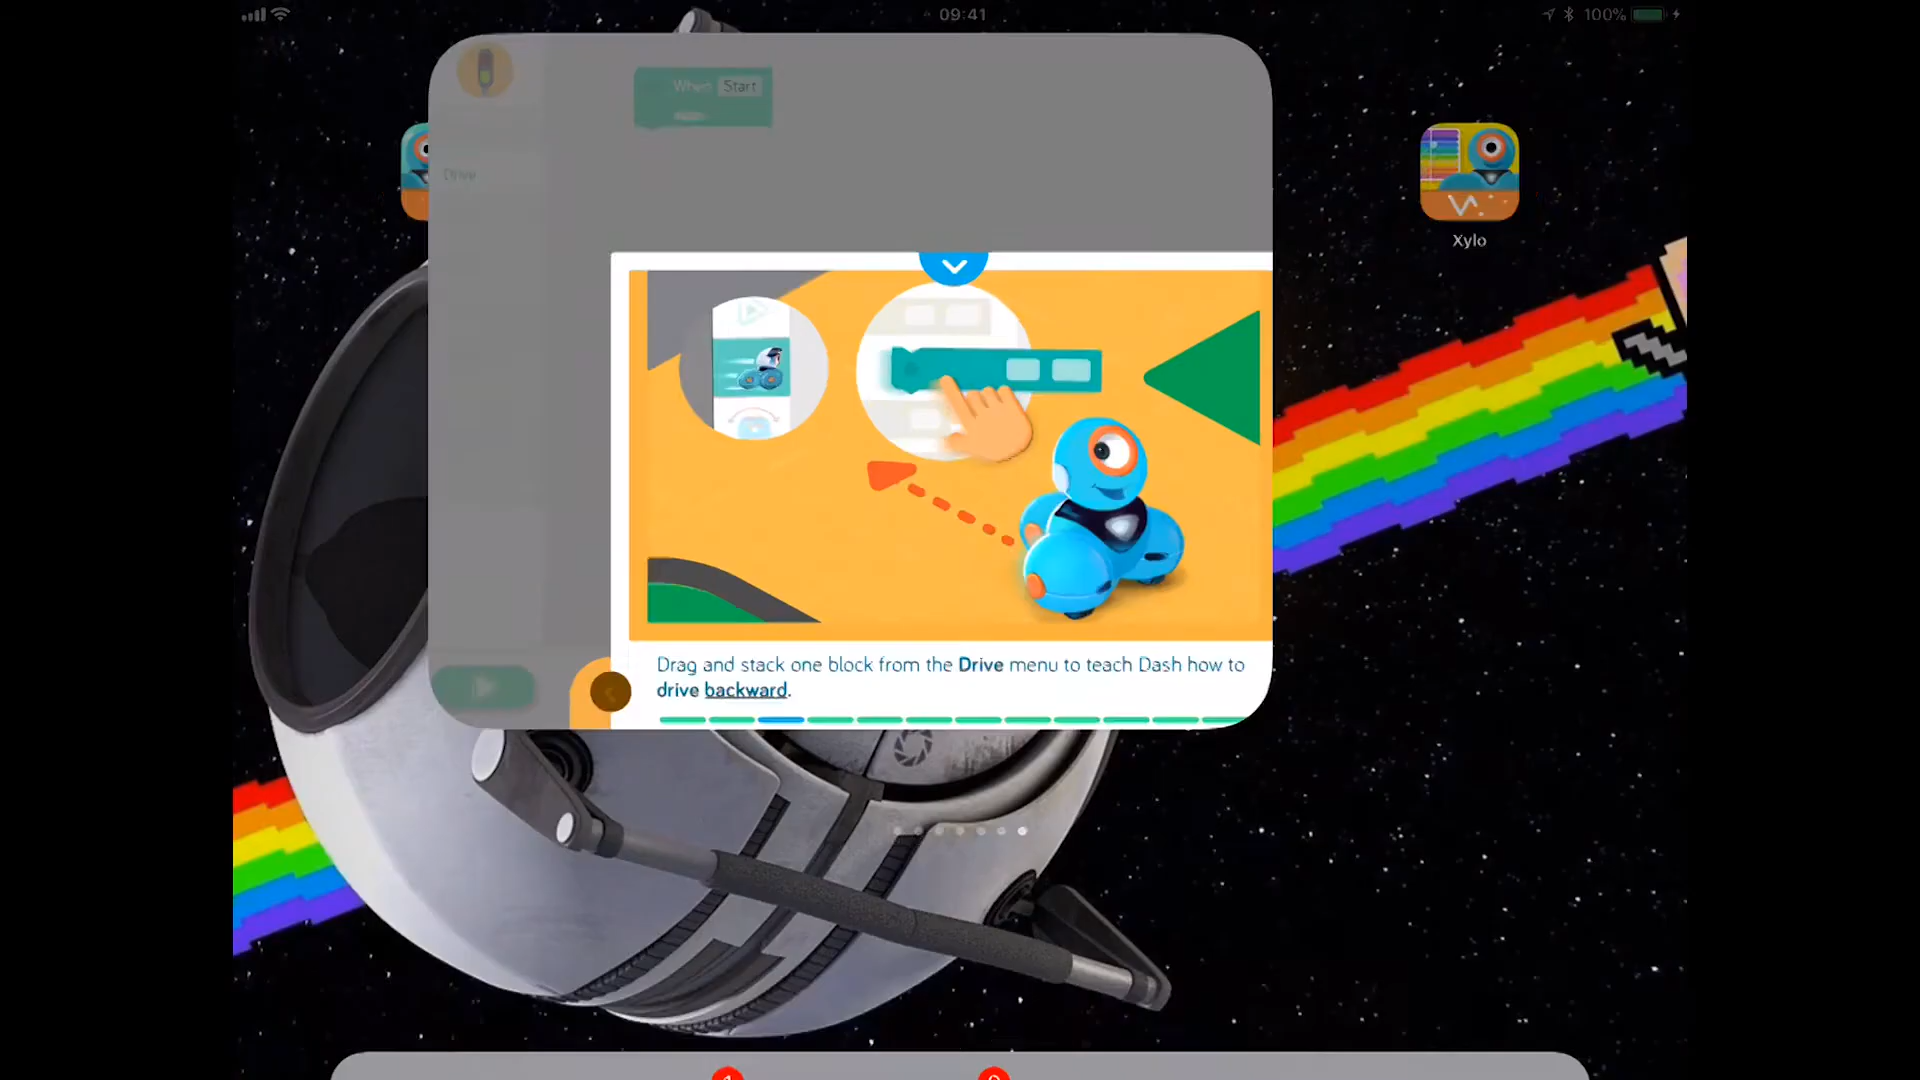 09:41
100%
When Start
Drive
Xylo
Drag and stack one block from the Drive menu to teach Dash how to
drive backward.